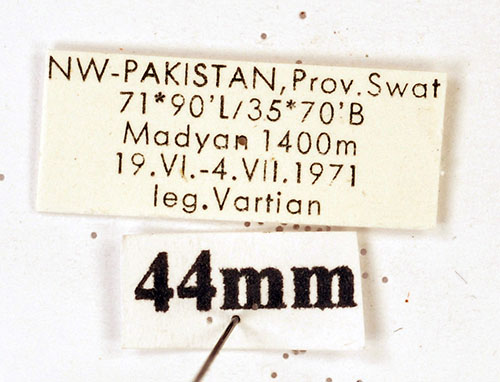 NW-PAKISTAN, Prov. Swat
71*90'L/35*70'B
Madyan 1400m
19.VI.-4.VII.1971
leg.Vartian
44mm